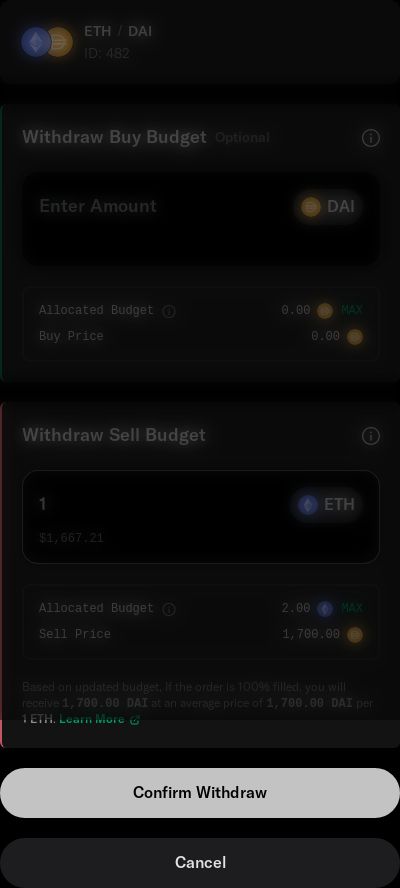 ETH / DAI
ID: 482
Withdraw Buy Budget Optional
Enter Amount DAI
Allocated Budget 0.00 MAX
Buy Price 0.00
Withdraw Sell Budget
1 ETH
$1,667.21
Allocated Budget 2.00 MAX
Sell Price 1,700.00
Based on updated budget. If the order is 100% filled, you will
receive 1,700.00 DAI at an average price of 1,700.00 DAI per
1 ETH. Learn More
Confirm Withdraw
Cancel